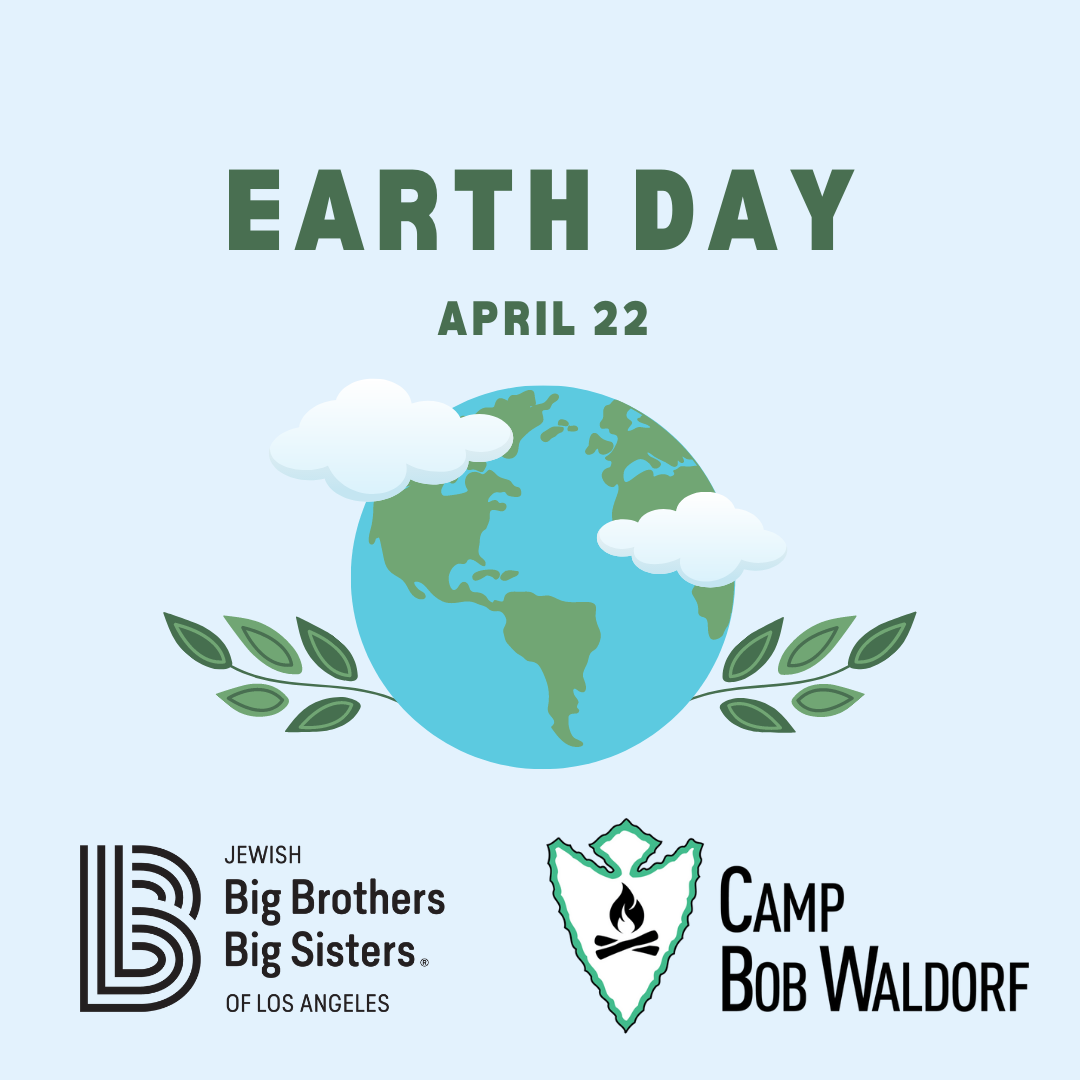 EARTH DAY
APRIL 22
JEWISH
Big Brothers
Big Sisters®
OF LOS ANGELES
CAMP
BOB WALDORF